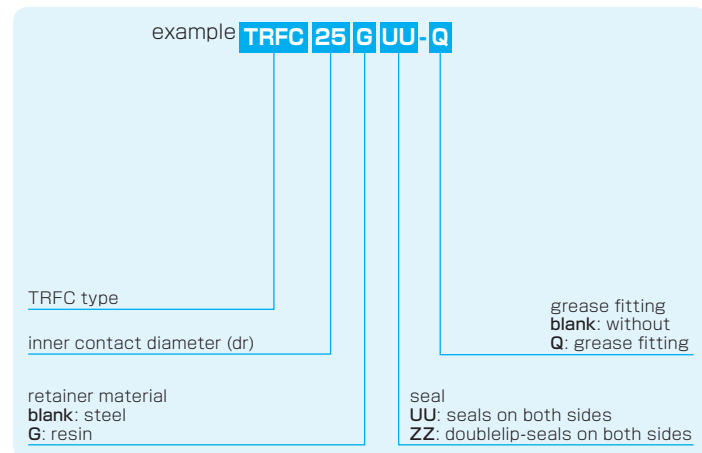 example TRFC 25 G UU-Q
TRFC type
inner contact diameter (dr)
retainer material
blank: steel
G: resin
grease fitting
blank: without
Q: grease fitting
seal
UU: seals on both sides
ZZ: doublelip-seals on both sides